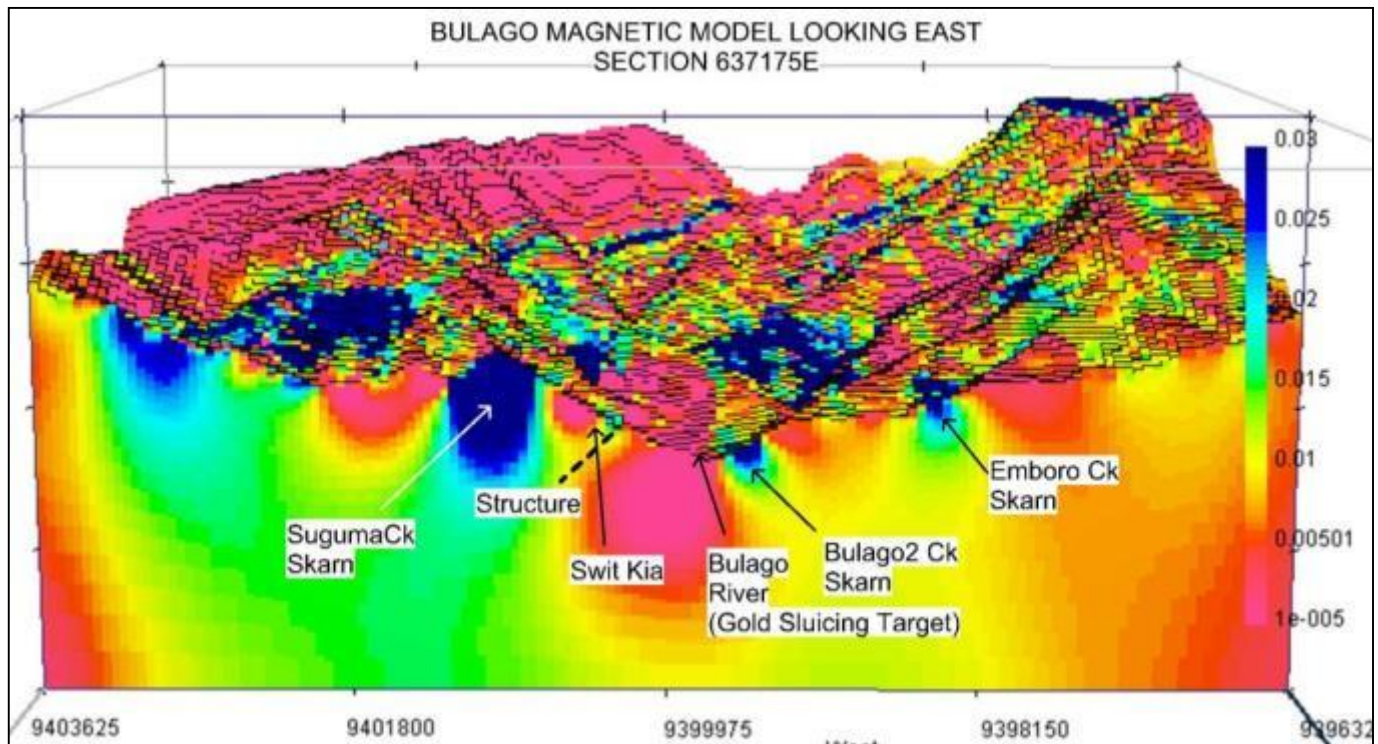 BULAGO MAGNETIC MODEL LOOKING EAST
SECTION 637175E
0.03
0.025
0.02
0.015
0.01
0.00501
1e-005
SugumaCk
Skarn
Structure
Swit Kia
Bulago
River
(Gold Sluicing Target)
Bulago2 Ck
Skarn
Emboro Ck
Skarn
9403625
9401800
9399975
9398150
939632